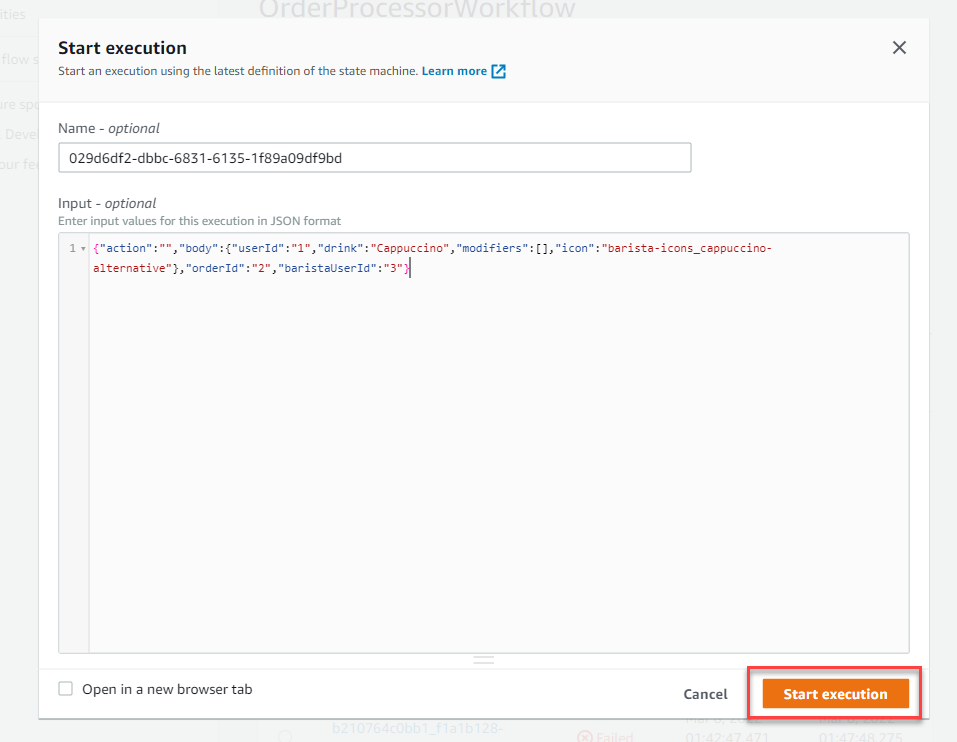 OrderProcessorWorkflow
Start execution
Start an execution using the latest definition of the state machine. Learn more
Name - optional
029d6df2-dbbc-6831-6135-1f89a09df9bd
Input - optional
Enter input values for this execution in JSON format
1 {"action":"","body":{"userId":"1","drink":"Cappuccino","modifiers":[],"icon":"barista-icons_cappuccino-
alternative"},"orderId":"2","baristaUserId":"3"}
Open in a new browser tab
Cancel
Start execution
b210764c0bb1_f1a1b128-
Failed
01:42:47.471
01:47:48.275